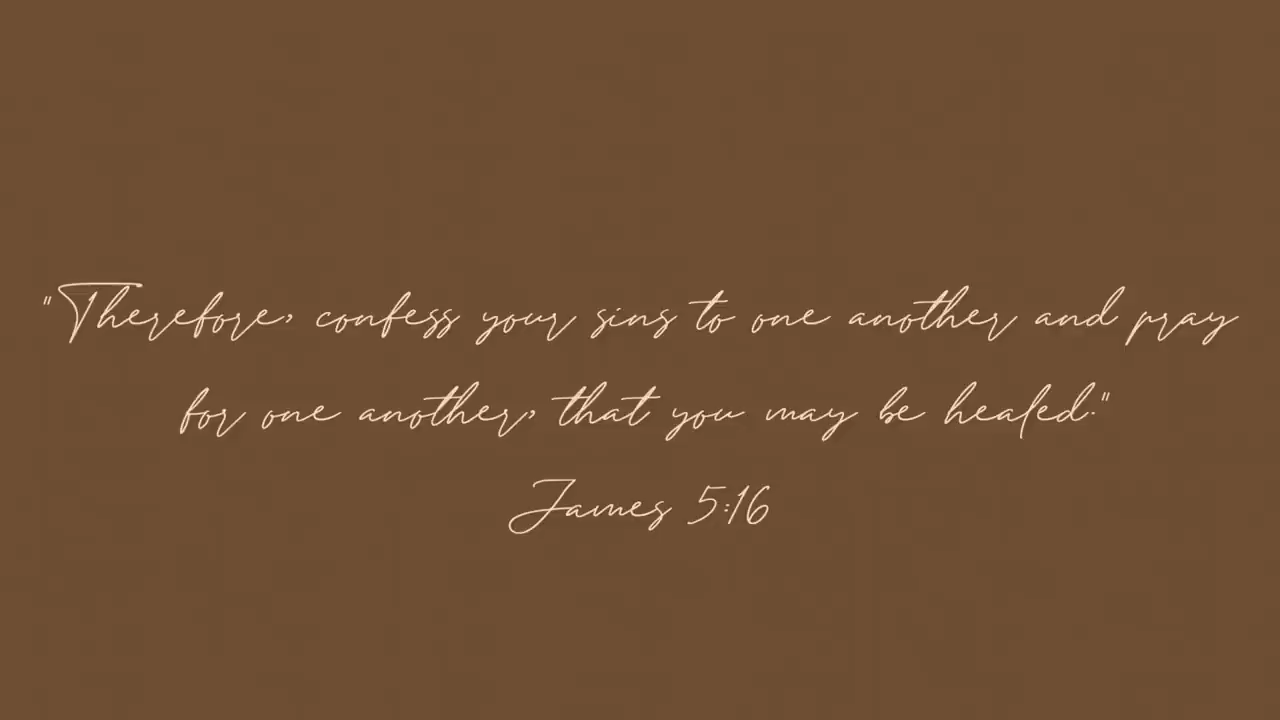 "Therefore, confess your sins to one another and pray
for one another, that you may be healed."
James 5:16